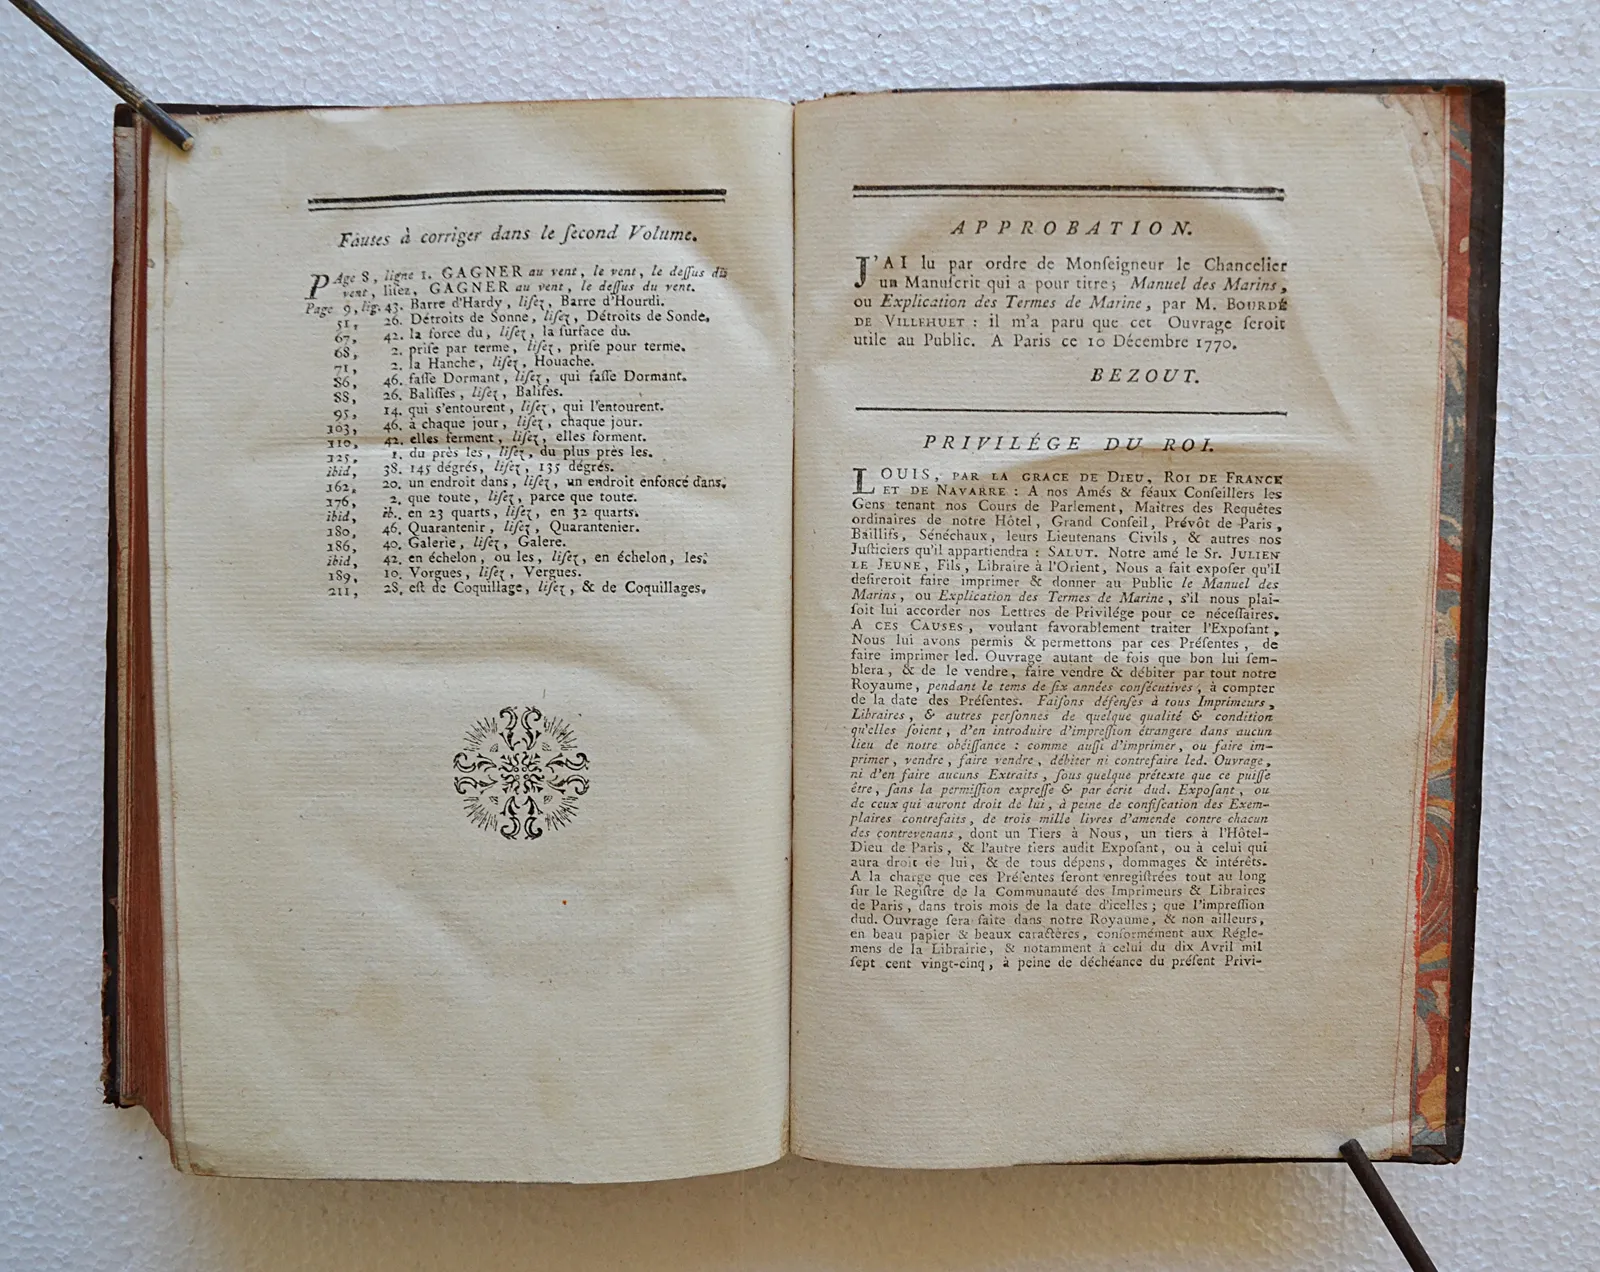 Fautes à corriger dans le ſecond Volume.
PAge 8, ligne 1. GAGNER au vent, le vent, le deſſus du
vent, liſez, GAGNER au vent, le deſſus du vent.
Page 9, lig. 43. Barre d'Hardy, liſez, Barre d'Hourdi.
51, 26. Détroits de Sonne, liſez, Détroits de Sonde.
67, 42. la force du, liſez, la ſurface du.
68, 2. priſe par terme, liſez, priſe pour terme.
71, 2. la Hanche, liſez, Houache.
86, 46. faſſe Dormant, liſez, qui faſſe Dormant.
88, 26. Baliſſes, liſez, Baliſes.
95, 14. qui s'entourent, liſez, qui l'entourent.
103, 46. à chaque jour, liſez, chaque jour.
110, 42. elles ferment, liſez, elles forment.
125, 1. du près les, liſez, du plus près les.
ibid, 38. 145 dégrés, liſez, 135 dégrés.
162, 20. un endroit dans, liſez, un endroit enfoncé dans.
176, 2. que toute, liſez, parce que toute.
ibid, ib. en 23 quarts, liſez, en 32 quarts.
180, 46. Quarantenir, liſez, Quarantenier.
186, 40. Galerie, liſez, Galere.
ibid, 42. en échelon, ou les, liſez, en échelon, les.
189, 10. Vorgues, liſez, Vergues.
211, 28. eſt de Coquillage, liſez, & de Coquillages.
APPROBATION.
J'AI lu par ordre de Monſeigneur le Chancelier
un Manuſcrit qui a pour titre; Manuel des Marins,
ou Explication des Termes de Marine, par M. BOURDÉ
DE VILLEHUET : il m'a paru que cet Ouvrage ſeroit
utile au Public. A Paris ce 10 Décembre 1770.
BEZOUT.
PRIVILÉGE DU ROI.
LOUIS, PAR LA GRACE DE DIEU, ROI DE FRANCE
ET DE NAVARRE : A nos Amés & féaux Conſeillers les
Gens tenant nos Cours de Parlement, Maîtres des Requêtes
ordinaires de notre Hôtel, Grand Conſeil, Prévôt de Paris,
Baillifs, Sénéchaux, leurs Lieutenans Civils, & autres nos
Juſticiers qu'il appartiendra : SALUT. Notre amé le Sr. JULIEN
LE JEUNE, Fils, Libraire à l'Orient, Nous a fait expoſer qu'il
deſireroit faire imprimer & donner au Public le Manuel des
Marins, ou Explication des Termes de Marine, s'il nous plai-
ſoit lui accorder nos Lettres de Privilége pour ce néceſſaires.
A CES CAUSES, voulant favorablement traiter l'Expoſant,
Nous lui avons permis & permettons par ces Préſentes, de
faire imprimer led. Ouvrage autant de fois que bon lui ſem-
blera, & de le vendre, faire vendre & débiter par tout notre
Royaume, pendant le tems de ſix années conſécutives, à compter
de la date des Préſentes. Faiſons défenſes à tous Imprimeurs,
Libraires, & autres perſonnes de quelque qualité & condition
qu'elles ſoient, d'en introduire d'impreſſion étrangere dans aucun
lieu de notre obéiſſance : comme auſſi d'imprimer, ou faire im-
primer, vendre, faire vendre, débiter ni contrefaire led. Ouvrage,
ni d'en faire aucuns Extraits, ſous quelque prétexte que ce puiſſe
être, ſans la permiſſion expreſſe & par écrit dud. Expoſant, ou
de ceux qui auront droit de lui, à peine de confiſcation des Exem-
plaires contrefaits, de trois mille livres d'amende contre chacun
des contrevenans, dont un Tiers à Nous, un tiers à l'Hôtel-
Dieu de Paris, & l'autre tiers audit Expoſant, ou à celui qui
aura droit de lui, & de tous dépens, dommages & intérêts.
A la charge que ces Préſentes ſeront enregiſtrées tout au long
ſur le Regiſtre de la Communauté des Imprimeurs & Libraires
de Paris, dans trois mois de la date d'icelles; que l'impreſſion
dud. Ouvrage ſera faite dans notre Royaume, & non ailleurs,
en beau papier & beaux caractères, conformément aux Régle-
mens de la Librairie, & notamment à celui du dix Avril mil
ſept cent vingt-cinq, à peine de déchéance du préſent Privi-